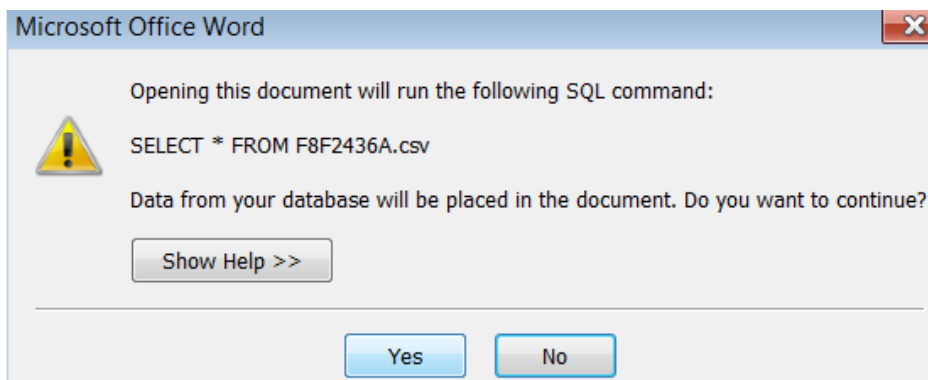 Microsoft Office Word
Opening this document will run the following SQL command:
SELECT * FROM F8F2436A.csv
Data from your database will be placed in the document. Do you want to continue?
Show Help >>
Yes No